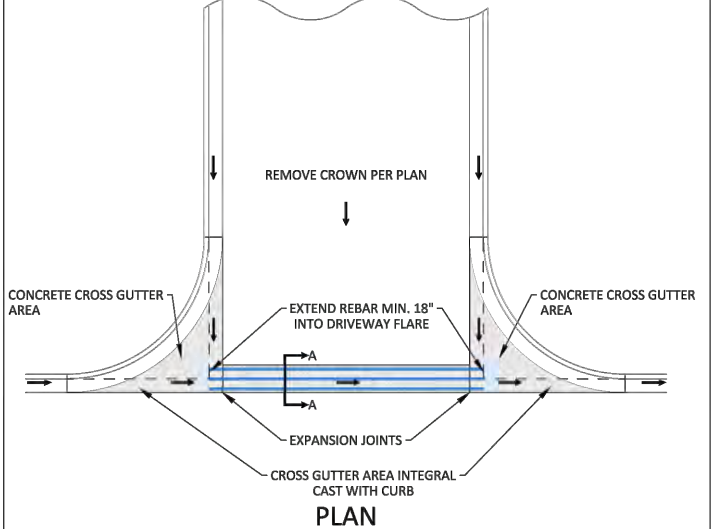 REMOVE CROWN PER PLAN
CONCRETE CROSS GUTTER
AREA
EXTEND REBAR MIN. 18"
INTO DRIVEWAY FLARE
CONCRETE CROSS GUTTER
AREA
A
A
EXPANSION JOINTS
CROSS GUTTER AREA INTEGRAL
CAST WITH CURB
PLAN